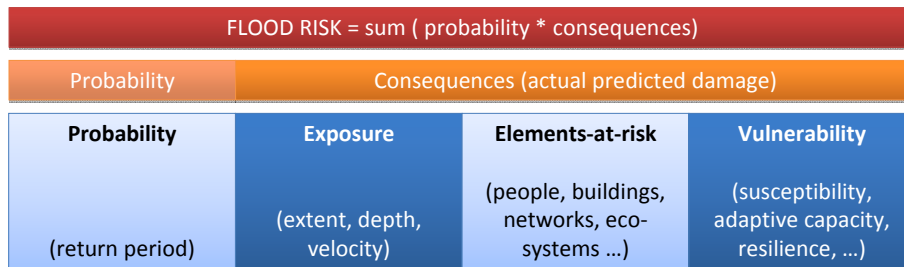 FLOOD RISK = sum ( probability * consequences)
Probability
Consequences (actual predicted damage)
Probability
(return period)
Exposure
(extent, depth,
velocity)
Elements-at-risk
(people, buildings,
networks, eco-
systems …)
Vulnerability
(susceptibility,
adaptive capacity,
resilience, …)